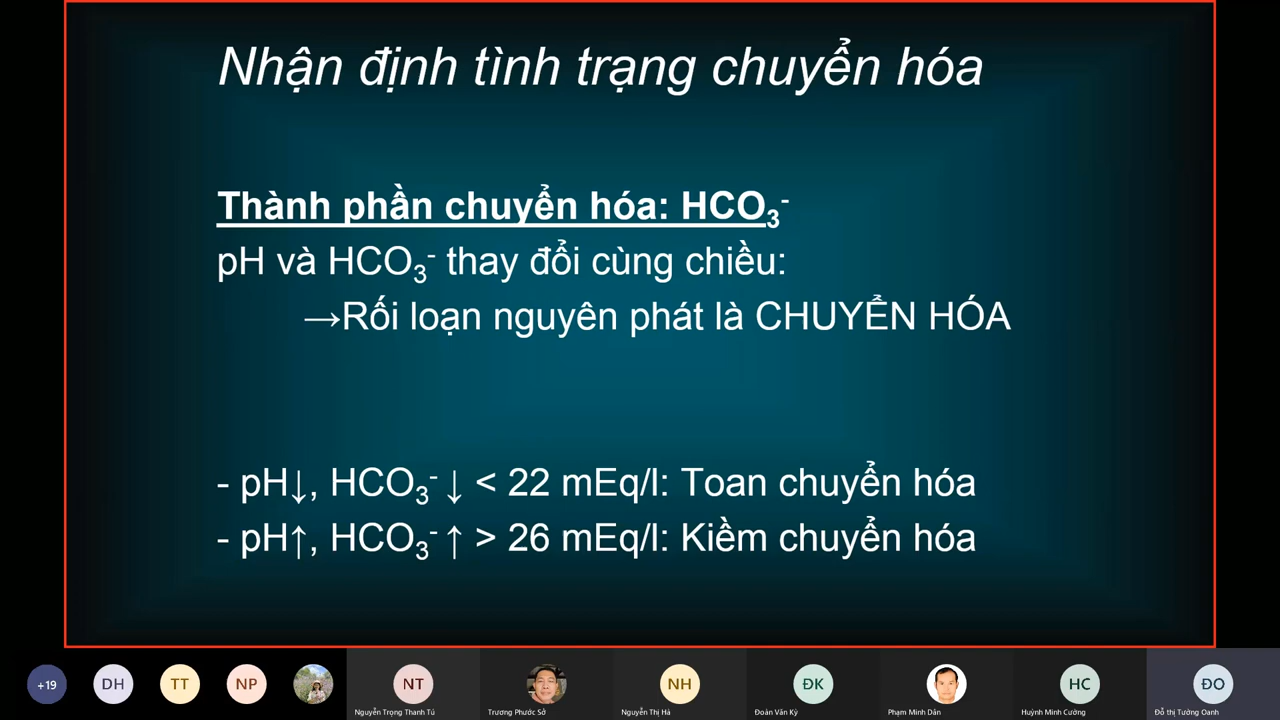 Nhận định tình trạng chuyển hóa
Thành phần chuyển hóa: HCO₃⁻
pH và HCO₃⁻ thay đổi cùng chiều:
→Rối loạn nguyên phát là CHUYỂN HÓA
- pH↓, HCO₃⁻ ↓ < 22 mEq/l: Toan chuyển hóa
- pH↑, HCO₃⁻ ↑ > 26 mEq/l: Kiềm chuyển hóa
+19 DH TT NP NT NH ĐK HC ĐO
Nguyễn Trọng Thanh Tú Trương Phước Sở Nguyễn Thị Hà Đoàn Văn Kỳ Phạm Minh Dân Huỳnh Minh Cường Đỗ thị Tường Oanh